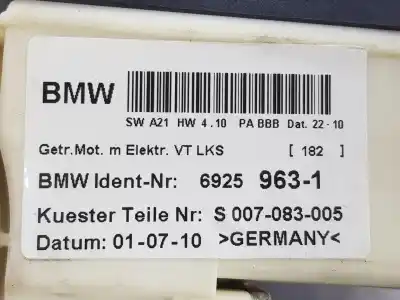 BMW
SW A21 HW 4.10 PA BBB Dat. 22-10
Getr.Mot. m Elektr. VT LKS [ 182 ]
BMW Ident-Nr: 6925 963-1
Kuester Teile Nr: S 007-083-005
Datum: 01-07-10 >GERMANY<